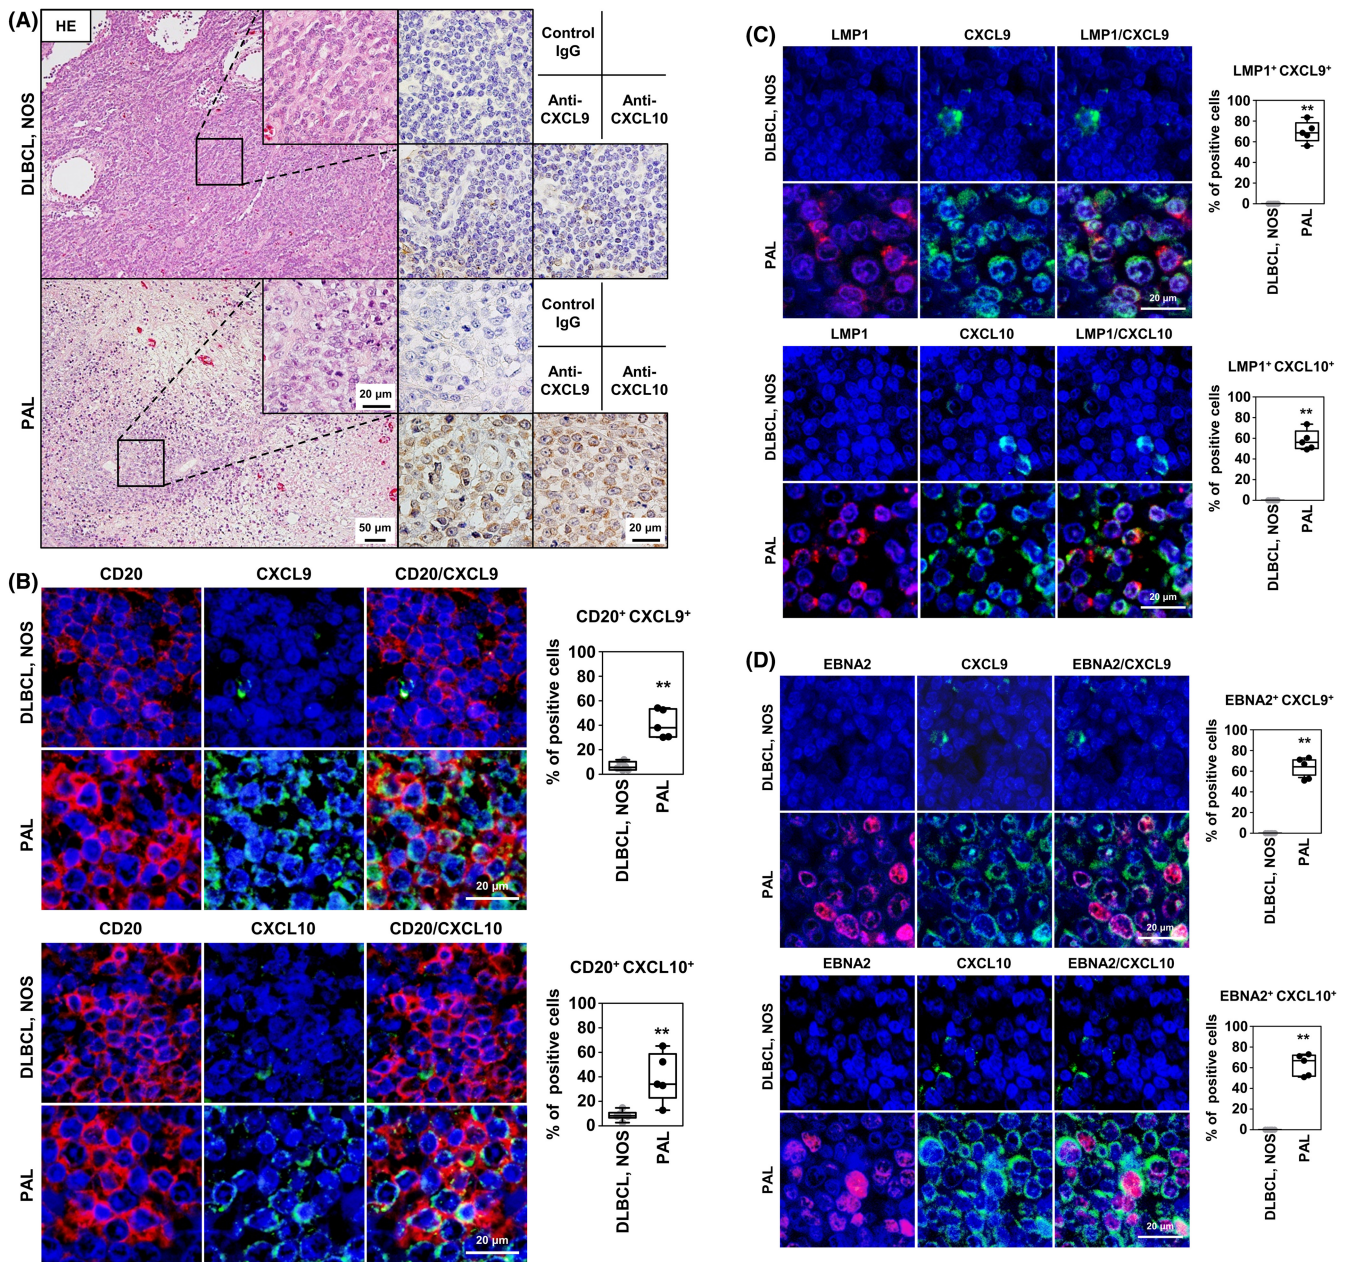 (A)
HE
DLBCL, NOS
Control
IgG
Anti-
CXCL9
Anti-
CXCL10
PAL
20 µm
50 µm
Control
IgG
Anti-
CXCL9
Anti-
CXCL10
20 µm
(B)
CD20
CXCL9
CD20/CXCL9
DLBCL, NOS
PAL
20 µm
CD20⁺ CXCL9⁺
% of positive cells
100
80
60
40
20
0
**
DLBCL, NOS
PAL
CD20
CXCL10
CD20/CXCL10
DLBCL, NOS
PAL
20 µm
CD20⁺ CXCL10⁺
% of positive cells
100
80
60
40
20
0
**
DLBCL, NOS
PAL
(C)
LMP1
CXCL9
LMP1/CXCL9
DLBCL, NOS
PAL
20 µm
LMP1⁺ CXCL9⁺
% of positive cells
100
80
60
40
20
0
**
DLBCL, NOS
PAL
LMP1
CXCL10
LMP1/CXCL10
DLBCL, NOS
PAL
20 µm
LMP1⁺ CXCL10⁺
% of positive cells
100
80
60
40
20
0
**
DLBCL, NOS
PAL
(D)
EBNA2
CXCL9
EBNA2/CXCL9
DLBCL, NOS
PAL
20 µm
EBNA2⁺ CXCL9⁺
% of positive cells
100
80
60
40
20
0
**
DLBCL, NOS
PAL
EBNA2
CXCL10
EBNA2/CXCL10
DLBCL, NOS
PAL
20 µm
EBNA2⁺ CXCL10⁺
% of positive cells
100
80
60
40
20
0
**
DLBCL, NOS
PAL